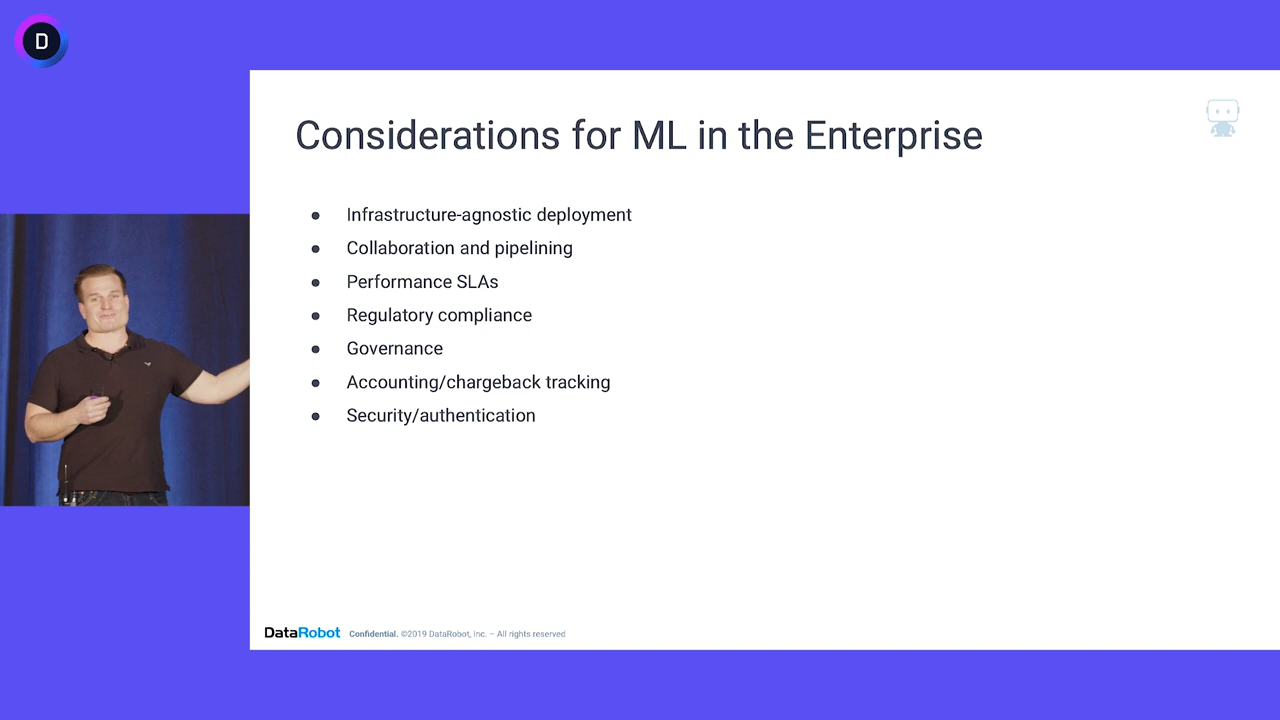 D
Considerations for ML in the Enterprise
Infrastructure-agnostic deployment
Collaboration and pipelining
Performance SLAs
Regulatory compliance
Governance
Accounting/chargeback tracking
Security/authentication
DataRobot Confidential. ©2019 DataRobot, Inc. – All rights reserved